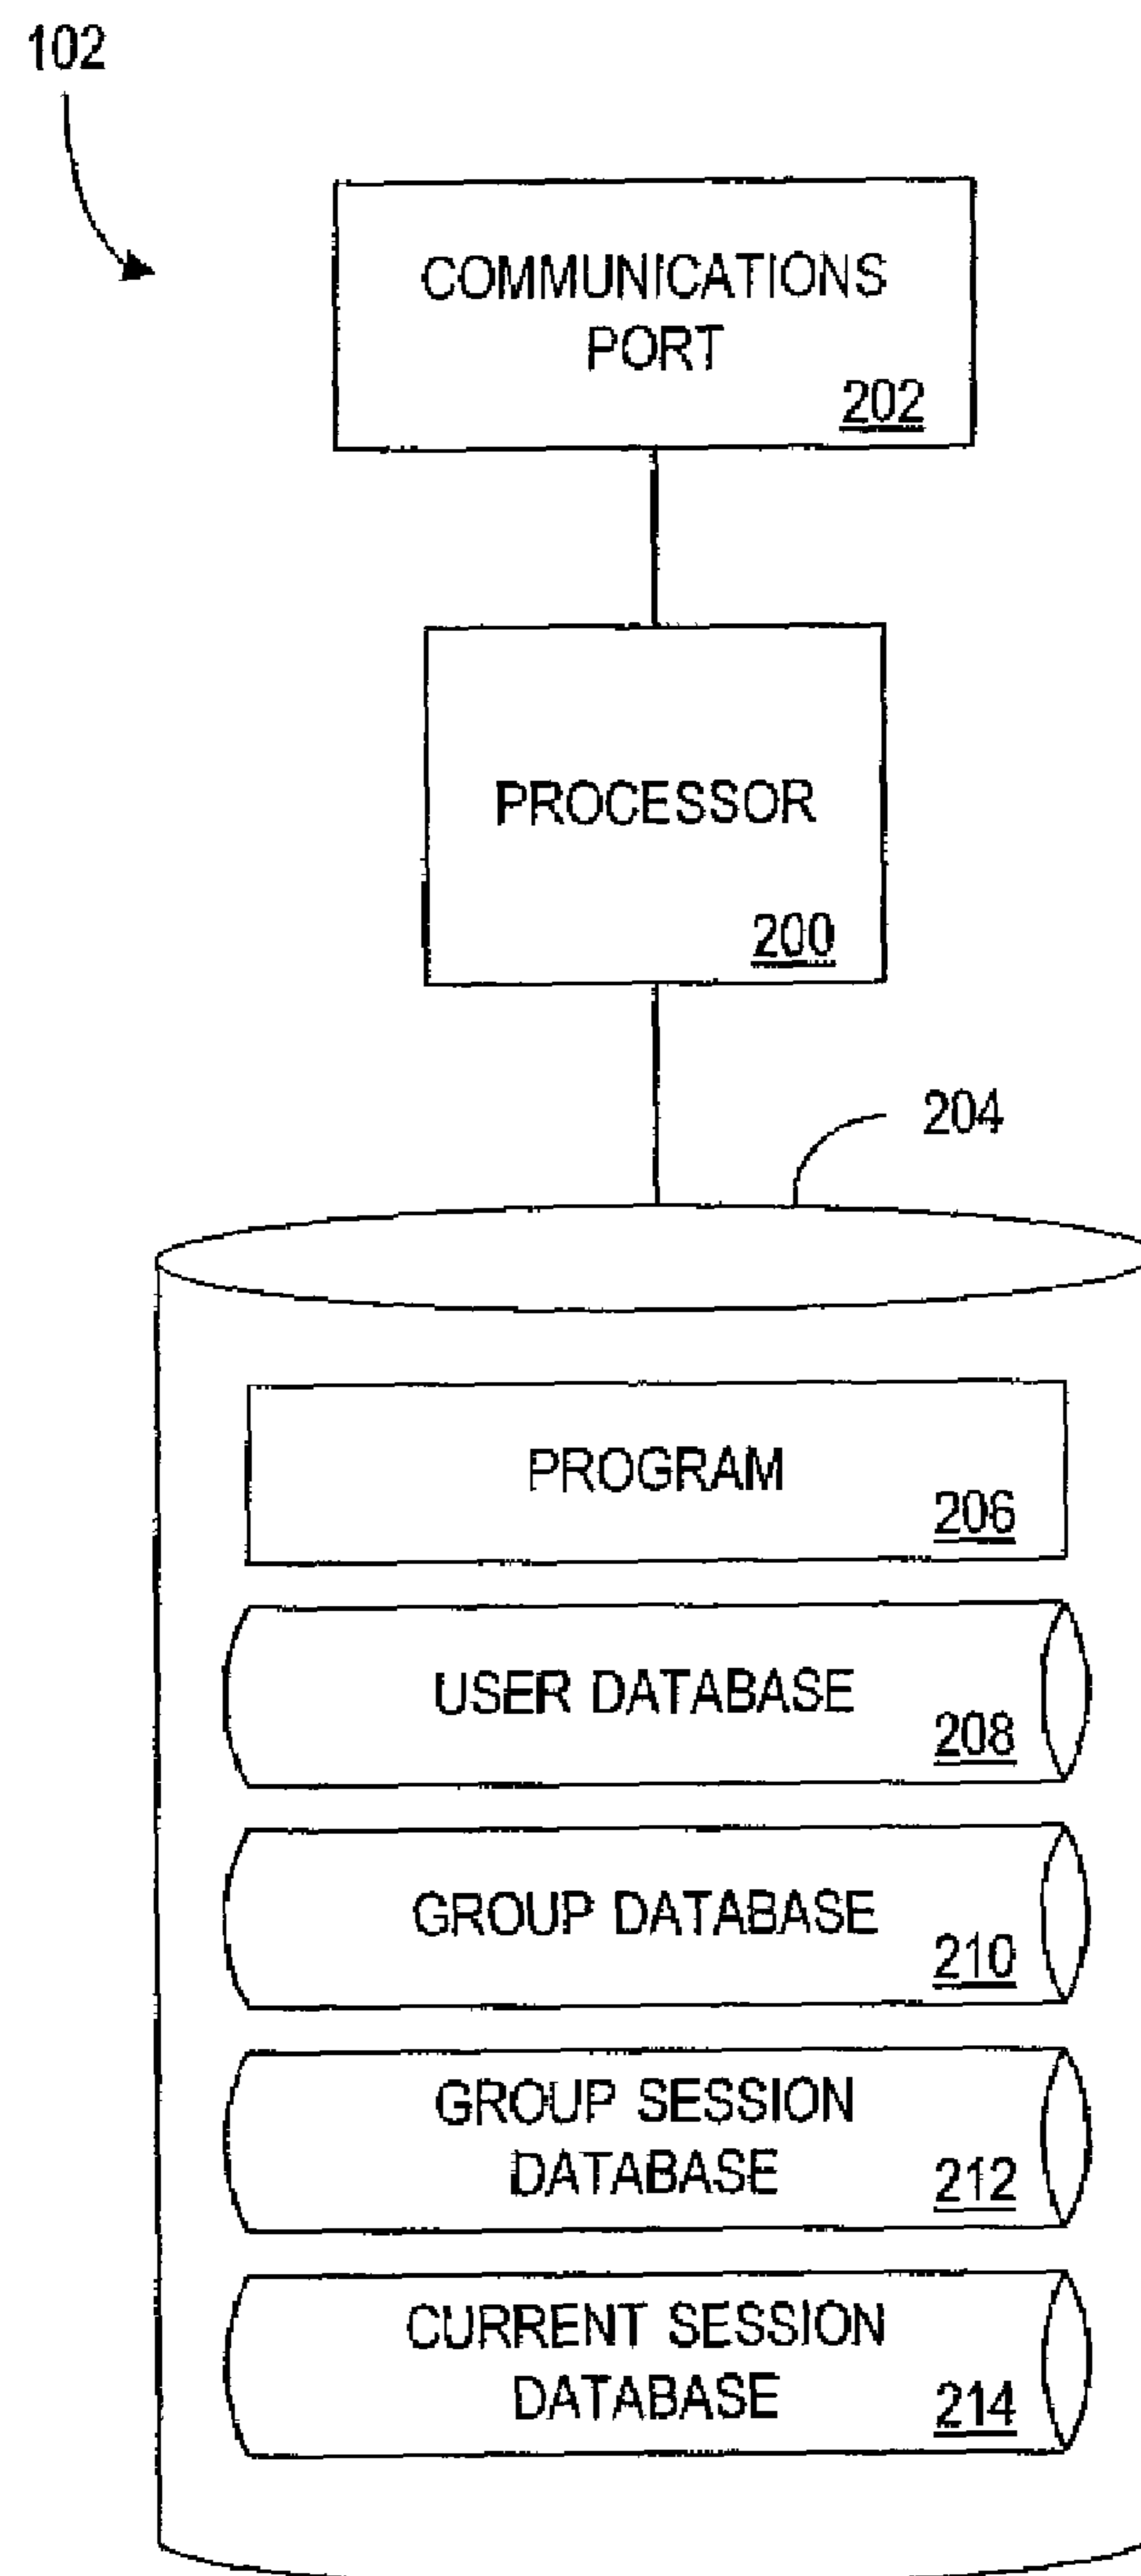 102
COMMUNICATIONS
PORT
202
PROCESSOR
200
204
PROGRAM
206
USER DATABASE
208
GROUP DATABASE
210
GROUP SESSION
DATABASE
212
CURRENT SESSION
DATABASE
214